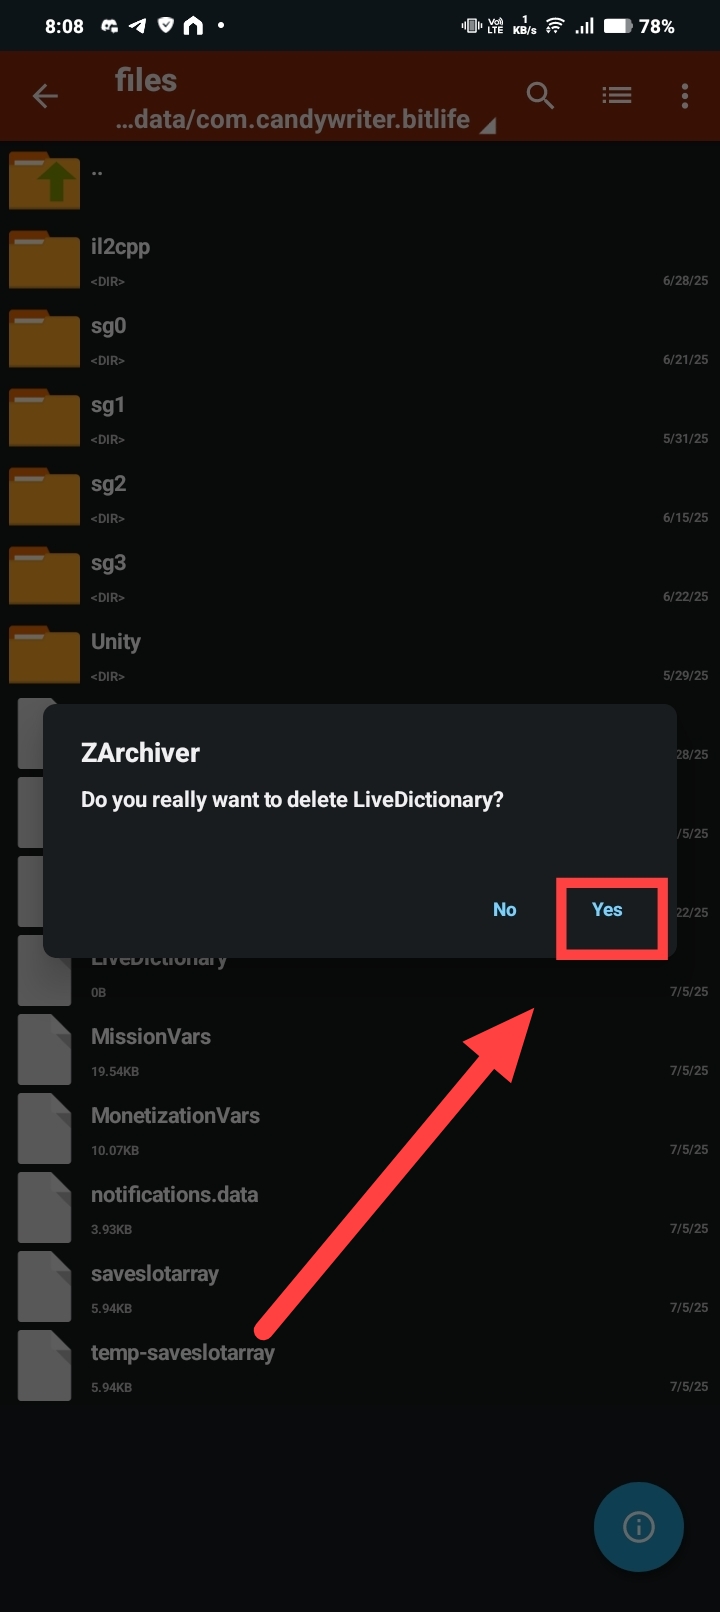 8:08
Vo)
LTE
1
KB/s
78%
files
...data/com.candywriter.bitlife
..
il2cpp
<DIR>
6/28/25
sg0
<DIR>
6/21/25
sg1
<DIR>
5/31/25
sg2
<DIR>
6/15/25
sg3
<DIR>
6/22/25
Unity
<DIR>
5/29/25
28/25
ZArchiver
Do you really want to delete LiveDictionary?
/5/25
No
Yes
22/25
LiveDictionary
0B
7/5/25
MissionVars
19.54KB
7/5/25
MonetizationVars
10.07KB
7/5/25
notifications.data
3.93KB
7/5/25
saveslotarray
5.94KB
7/5/25
temp-saveslotarray
5.94KB
7/5/25